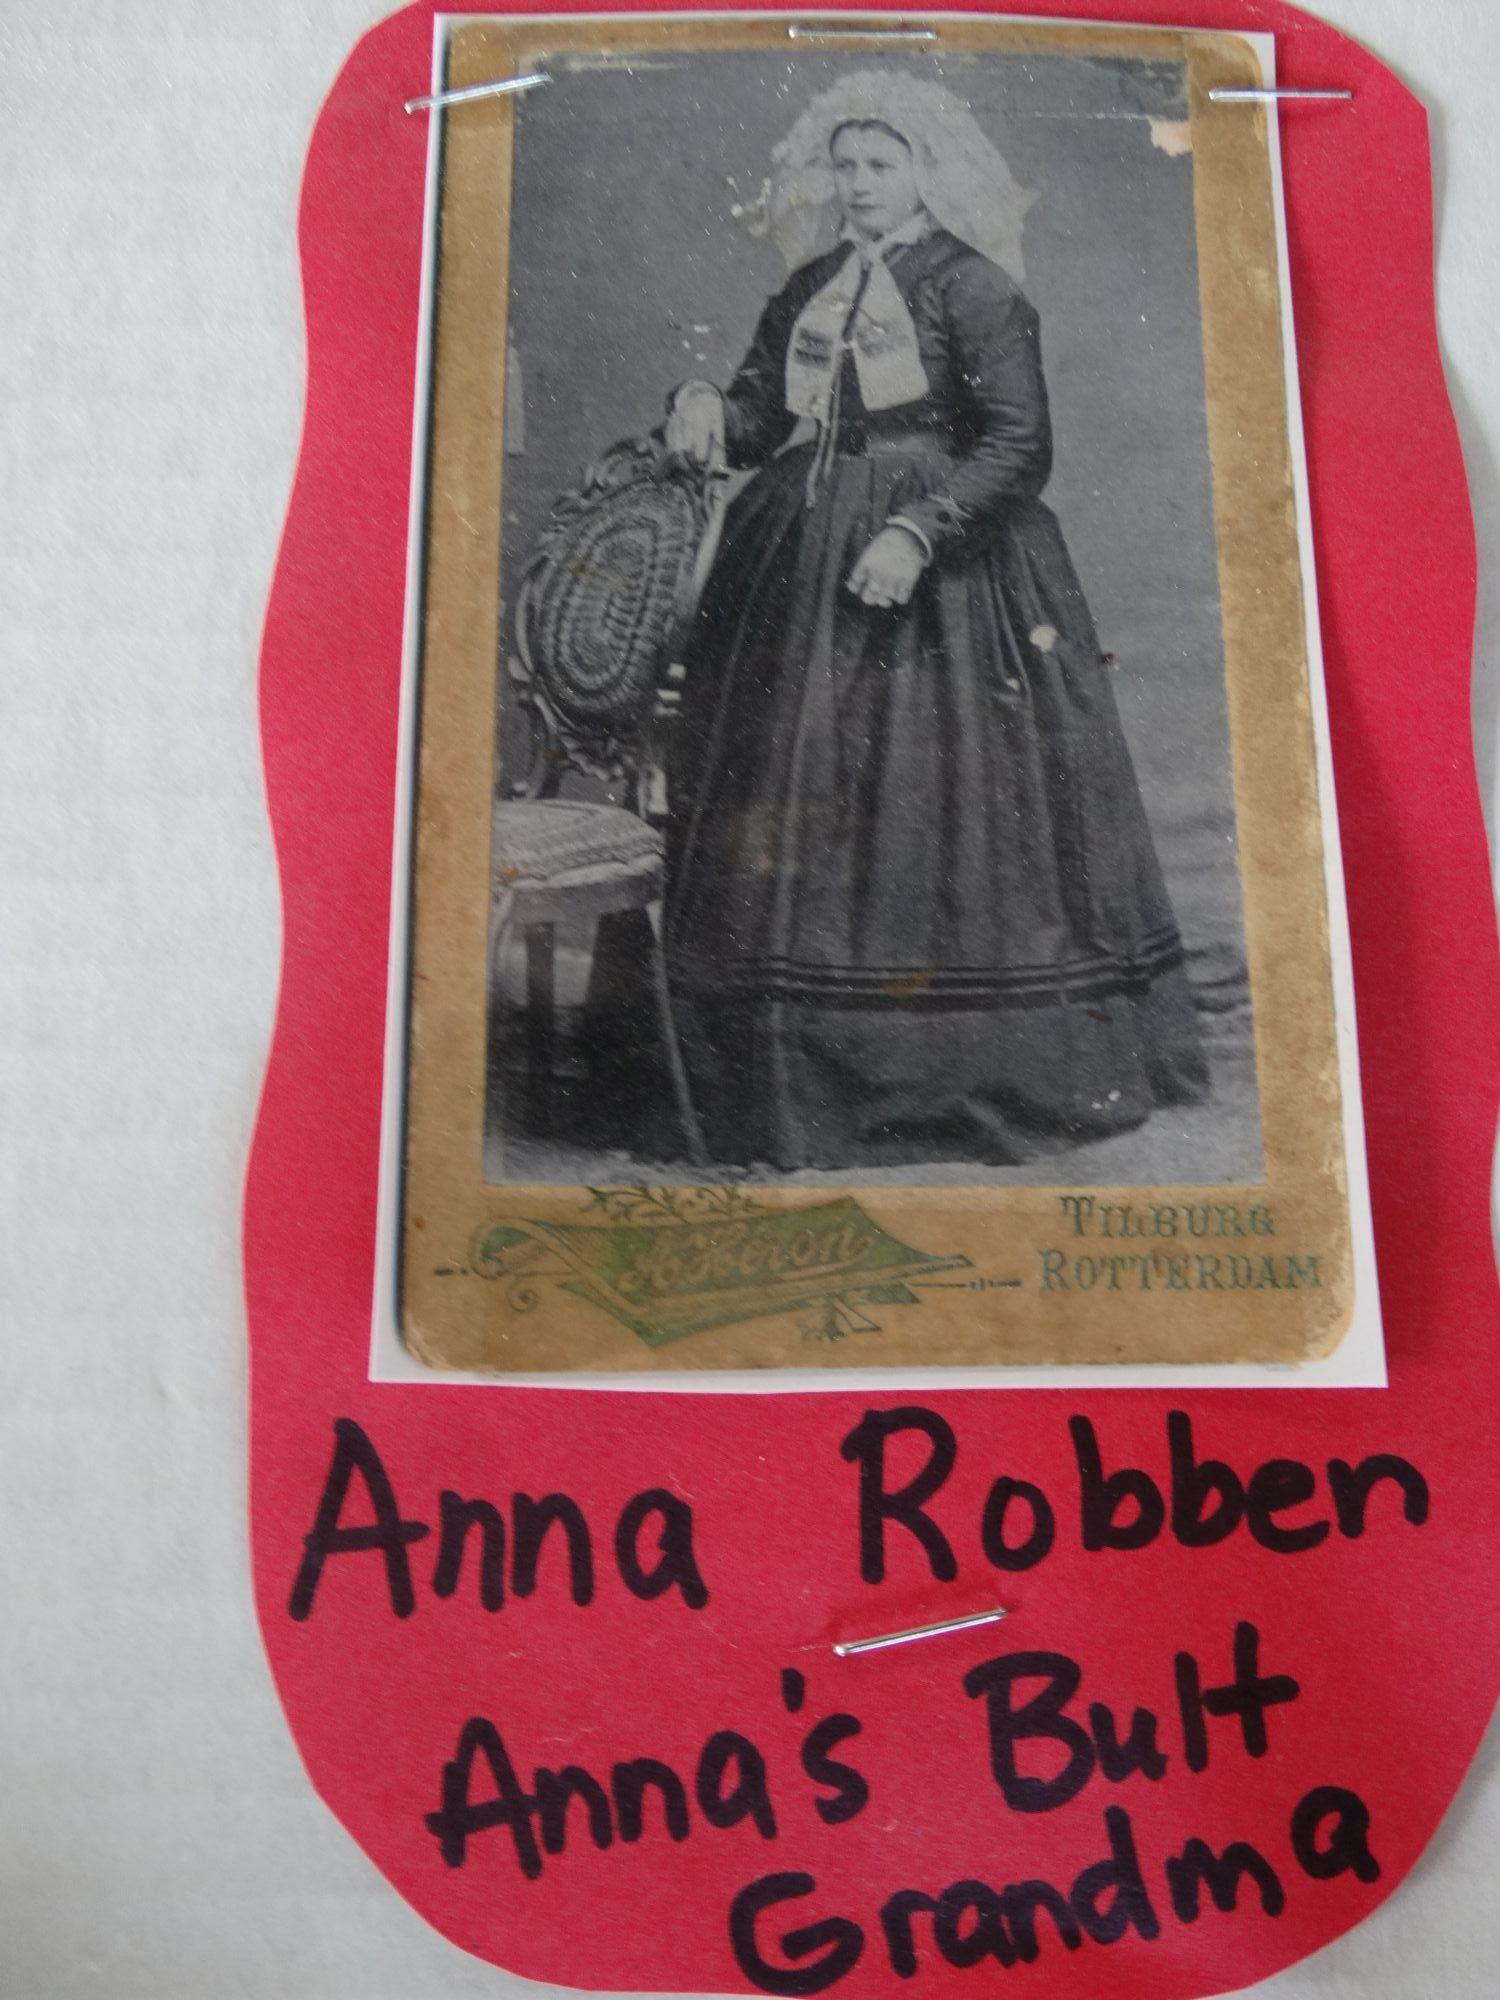 TILBURG
ROTTERDAM
Anna Robben
Anna's Bult
Grandma